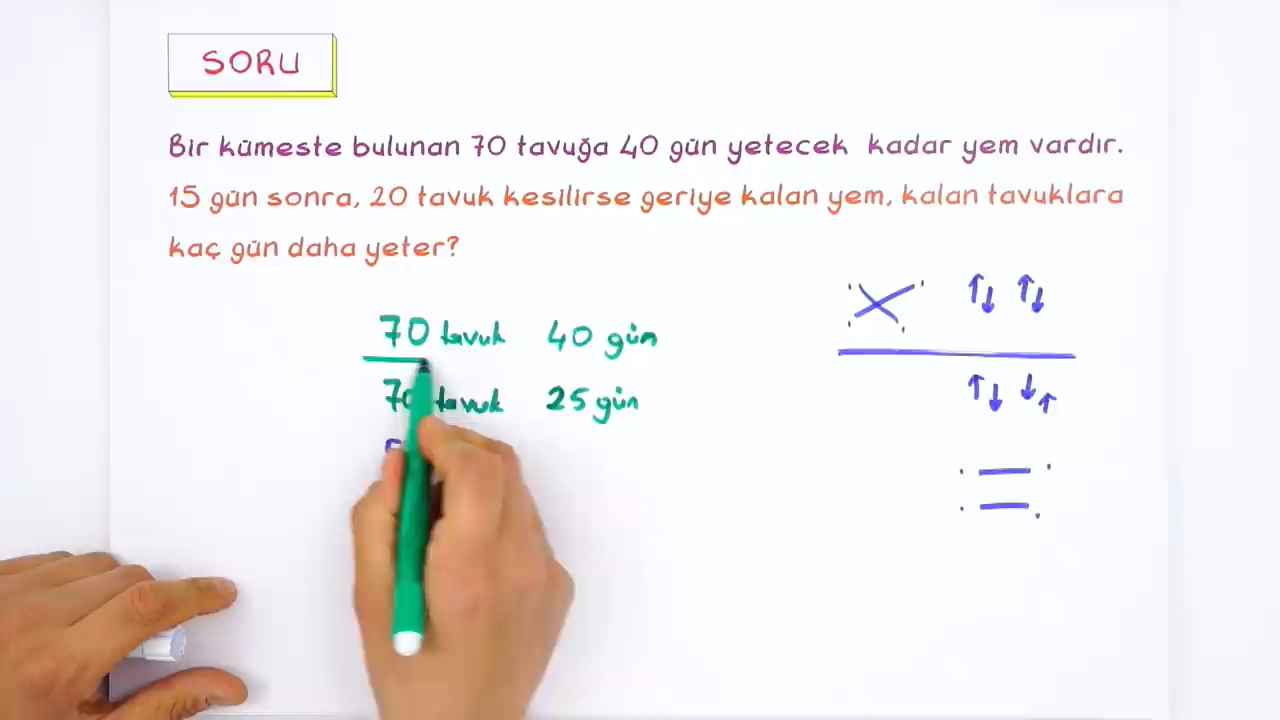 SORU
Bir kümeste bulunan 70 tavuğa 40 gün yetecek kadar yem vardır.
15 gün sonra, 20 tavuk kesilirse geriye kalan yem, kalan tavuklara
kaç gün daha yeter?
70 tavuk 40 gün
70 tavuk 25 gün